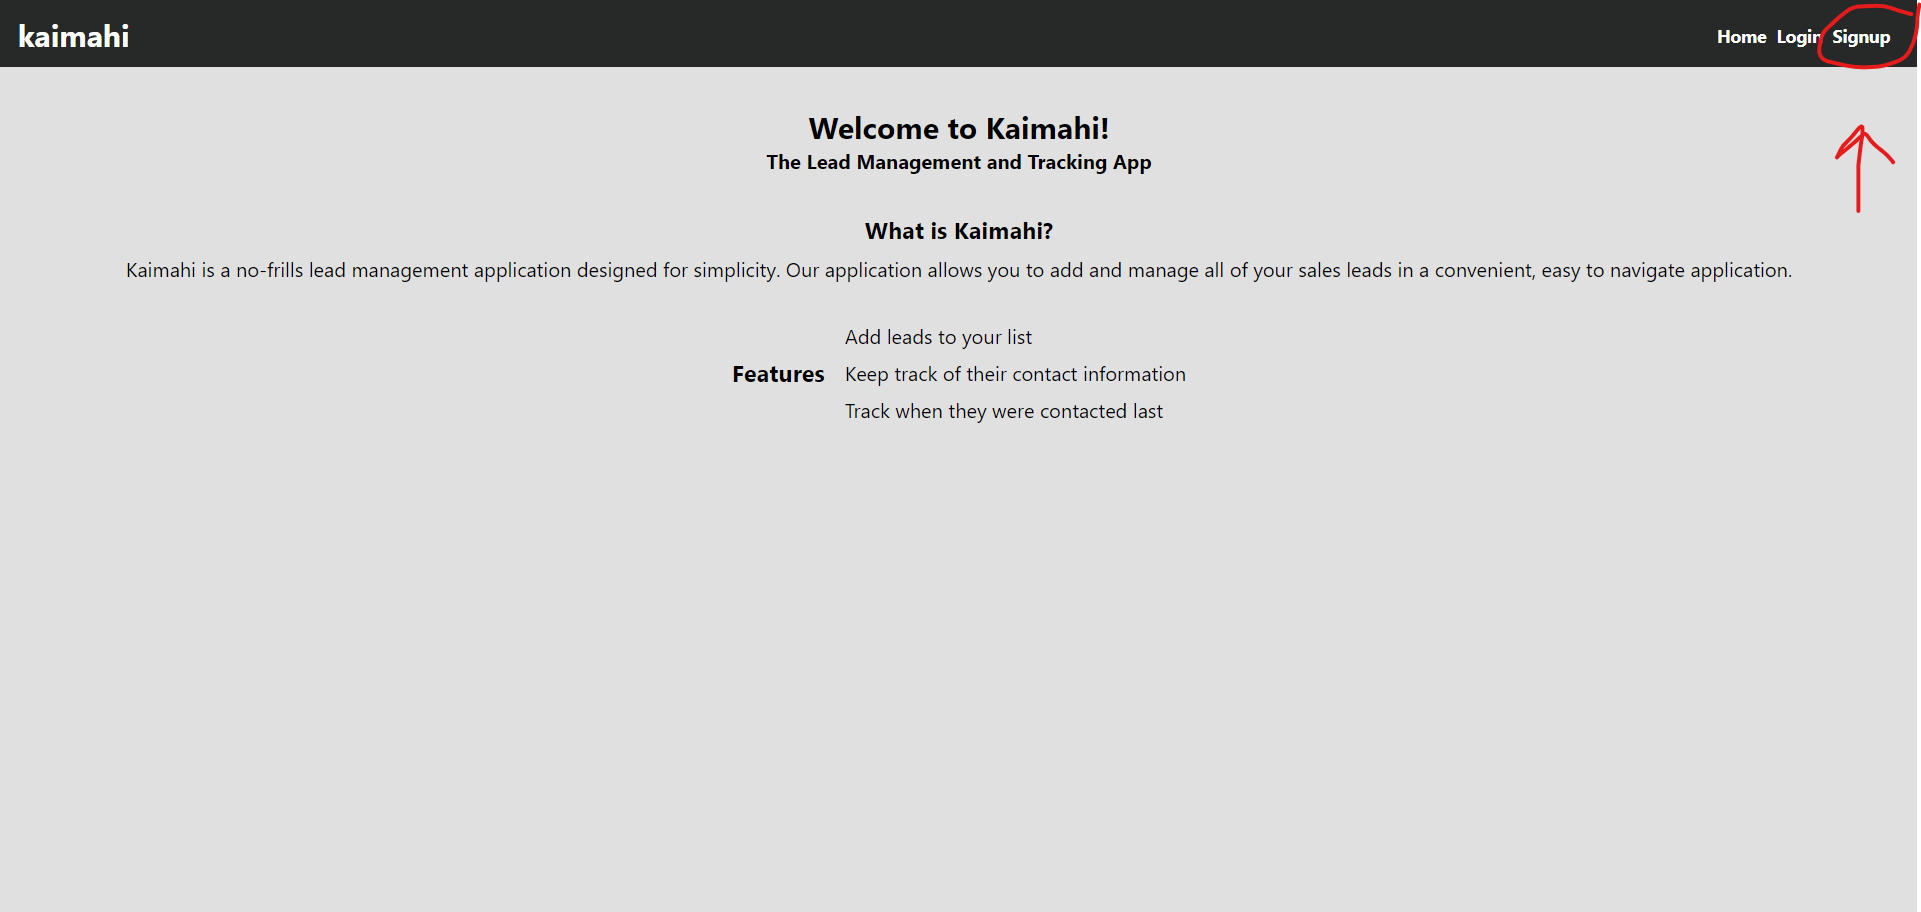 kaimahi
Home Login Signup
Welcome to Kaimahi!
The Lead Management and Tracking App
What is Kaimahi?
Kaimahi is a no-frills lead management application designed for simplicity. Our application allows you to add and manage all of your sales leads in a convenient, easy to navigate application.
Features
Add leads to your list
Keep track of their contact information
Track when they were contacted last